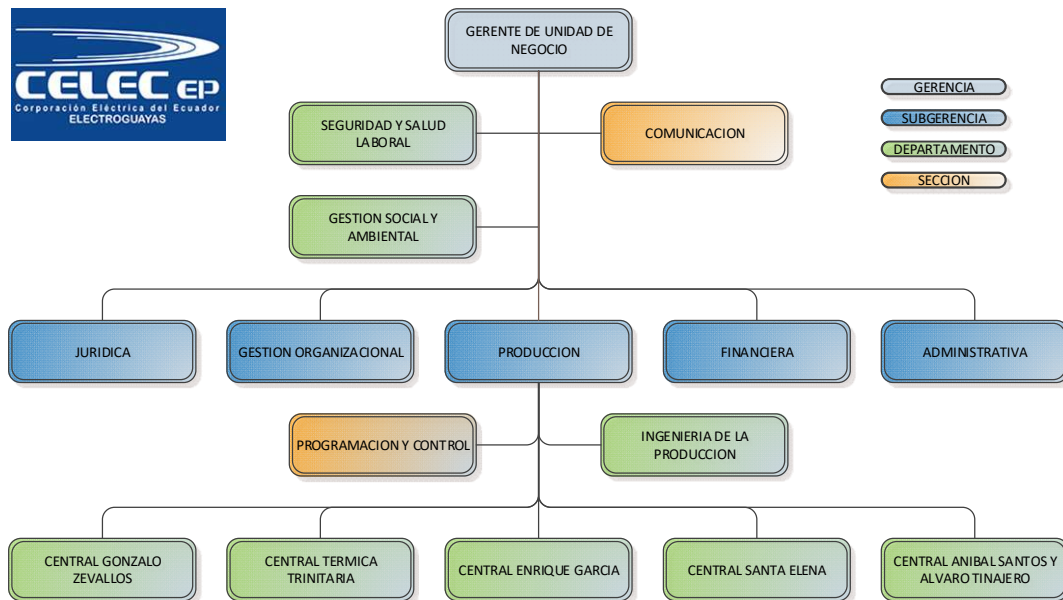 CELEC EP
Corporación Eléctrica del Ecuador
ELECTROGUAYAS
GERENTE DE UNIDAD DE
NEGOCIO
GERENCIA
SUBGERENCIA
DEPARTAMENTO
SECCION
SEGURIDAD Y SALUD
LABORAL
COMUNICACION
GESTION SOCIAL Y
AMBIENTAL
JURIDICA
GESTION ORGANIZACIONAL
PRODUCCION
FINANCIERA
ADMINISTRATIVA
PROGRAMACION Y CONTROL
INGENIERIA DE LA
PRODUCCION
CENTRAL GONZALO
ZEVALLOS
CENTRAL TERMICA
TRINITARIA
CENTRAL ENRIQUE GARCIA
CENTRAL SANTA ELENA
CENTRAL ANIBAL SANTOS Y
ALVARO TINAJERO